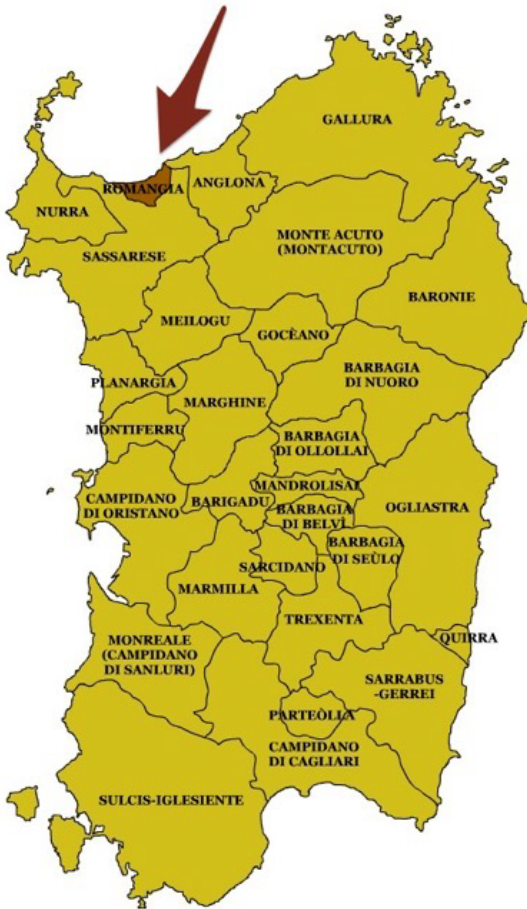 GALLURA
ROMANGIA
ANGLONA
NURRA
MONTE ACUTO
(MONTACUTO)
SASSARESE
BARONIE
MEILOGU
GOCÈANO
PLANARGIA
BARBAGIA
DI NUORO
MARGHINE
MONTIFERRU
BARBAGIA
DI OLLOLLAI
MANDROLISAI
CAMPIDANO
DI ORISTANO
BARIGADU
BARBAGIA
DI BELVÌ
OGLIASTRA
BARBAGIA
DI SEÙLO
SARCIDANO
MARMILLA
TREXENTA
MONREALE
(CAMPIDANO
DI SANLURI)
QUIRRA
SARRABUS
-GERREI
PARTEÒLLA
CAMPIDANO
DI CAGLIARI
SULCIS-IGLESIENTE